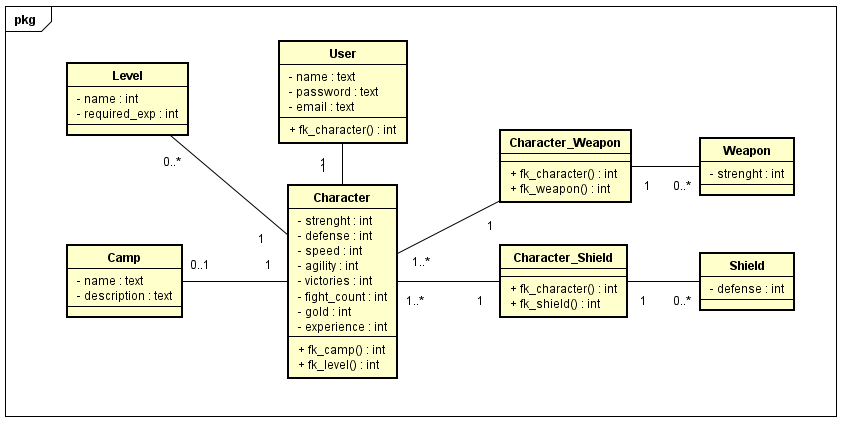 pkg
User
- name : text
- password : text
- email : text
+ fk_character() : int
Level
- name : int
- required_exp : int
0..*
1
1
1
Character
- strenght : int
- defense : int
- speed : int
- agility : int
- victories : int
- fight_count : int
- gold : int
- experience : int
+ fk_camp() : int
+ fk_level() : int
Camp
- name : text
- description : text
0..1
1
Character_Weapon
+ fk_character() : int
+ fk_weapon() : int
1
1..*
Weapon
- strenght : int
1
0..*
Character_Shield
+ fk_character() : int
+ fk_shield() : int
1..*
1
Shield
- defense : int
1
0..*